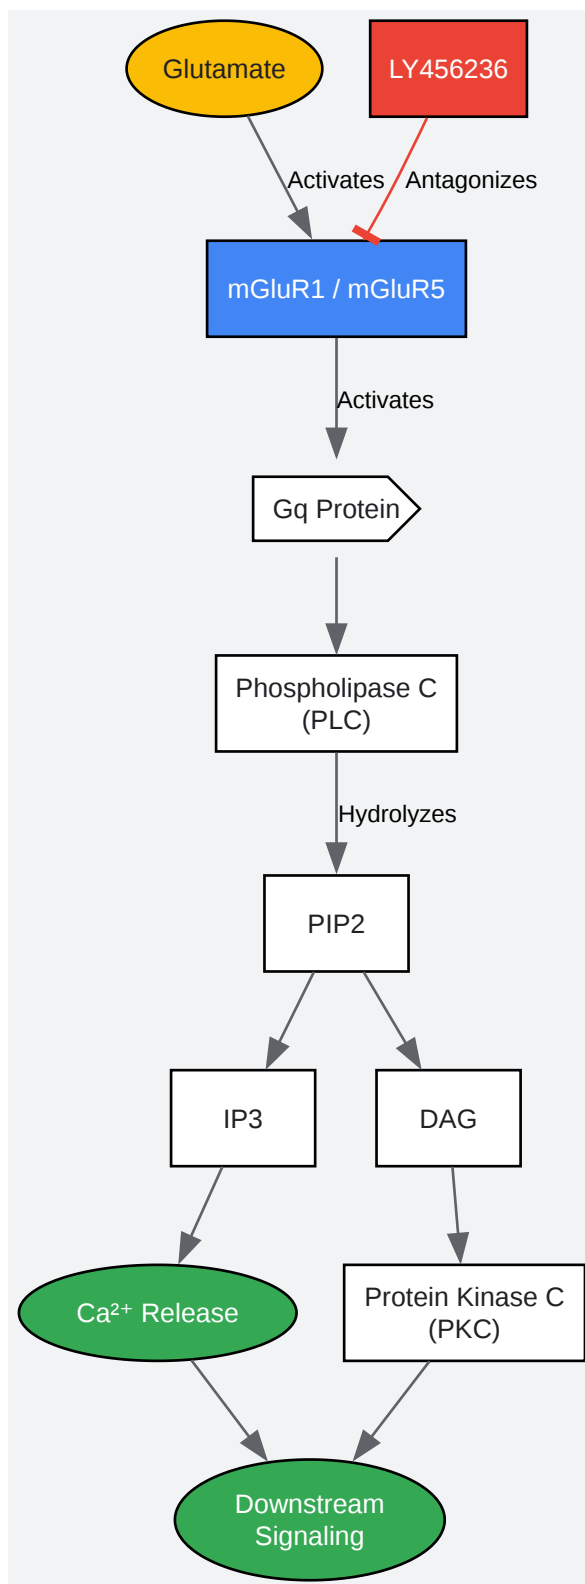 Glutamate
LY456236
Activates
Antagonizes
mGluR1 / mGluR5
Activates
Gq Protein
Phospholipase C
(PLC)
Hydrolyzes
PIP2
IP3
DAG
Ca²⁺ Release
Protein Kinase C
(PKC)
Downstream
Signaling